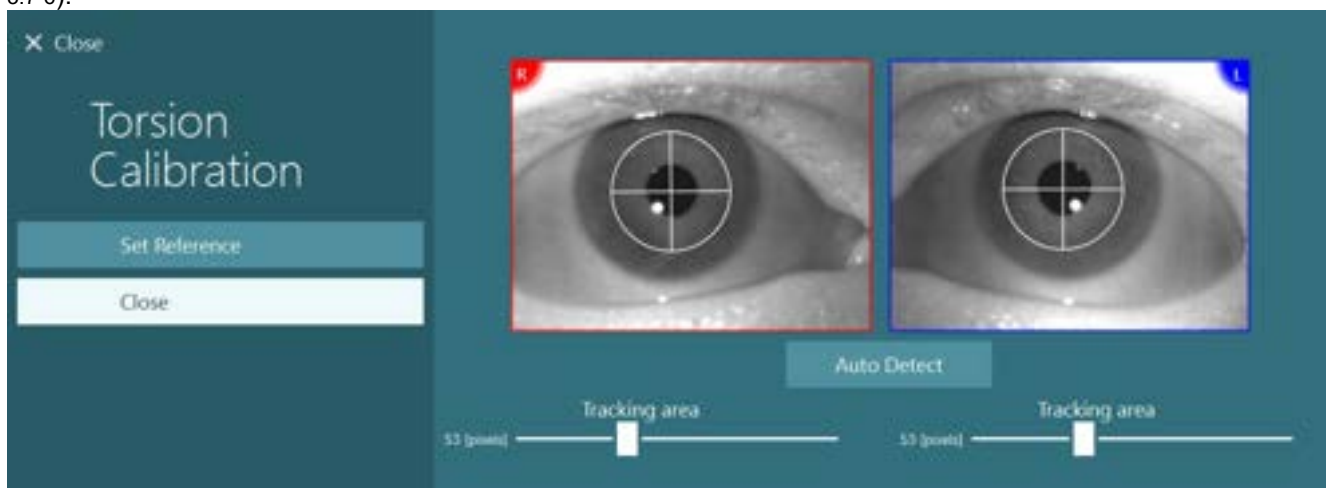 ✕ Close
Torsion
Calibration
Set Reference
Close
R
L
Auto Detect
Tracking area
53 [pixels]
Tracking area
53 [pixels]